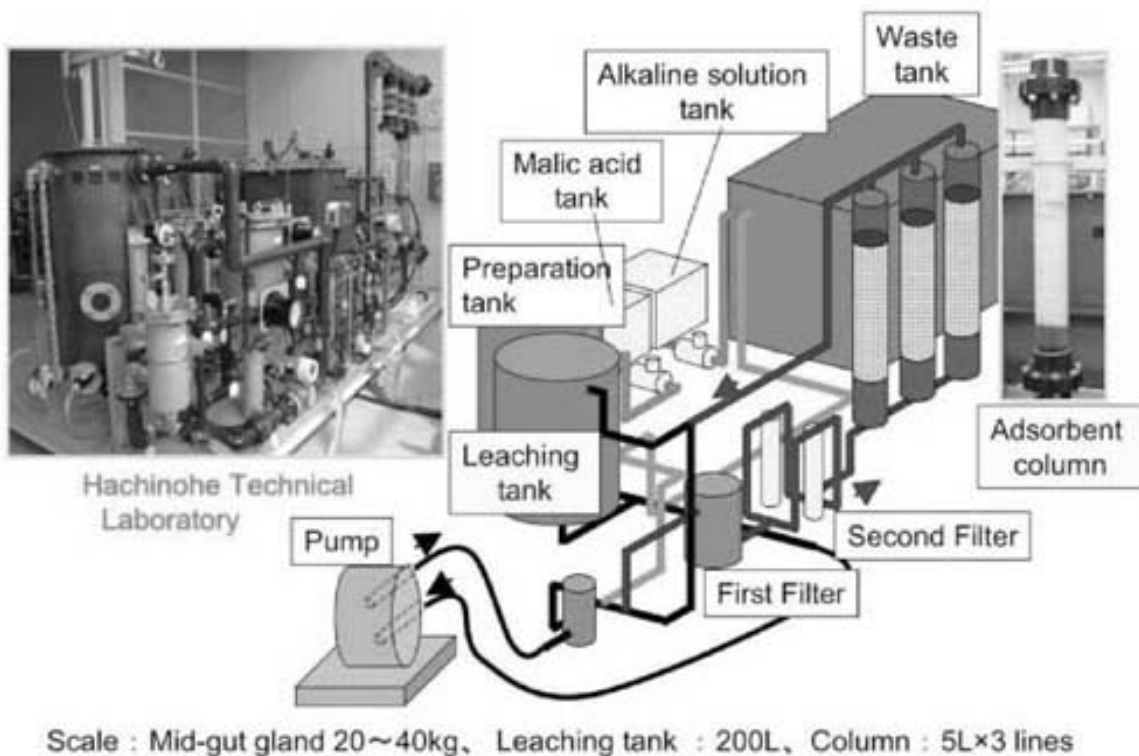 Waste
tank
Alkaline solution
tank
Malic acid
tank
Preparation
tank
Leaching
tank
Adsorbent
column
Hachinohe Technical
Laboratory
Pump
Second Filter
First Filter
Scale : Mid-gut gland 20～40kg、 Leaching tank : 200L、 Column : 5L×3 lines